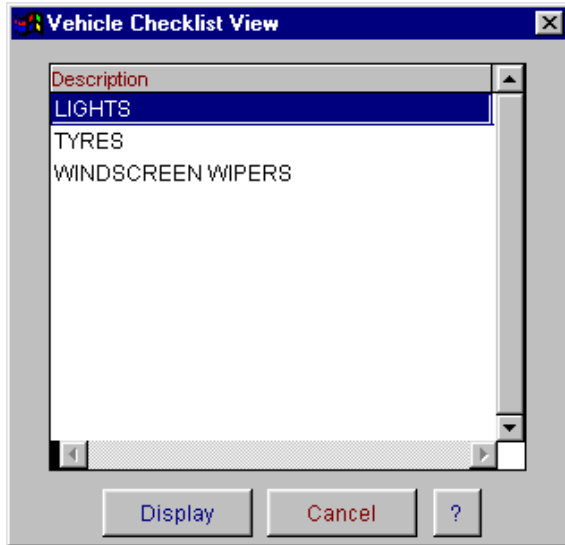 Vehicle Checklist View
Description
LIGHTS
TYRES
WINDSCREEN WIPERS
Display Cancel ?